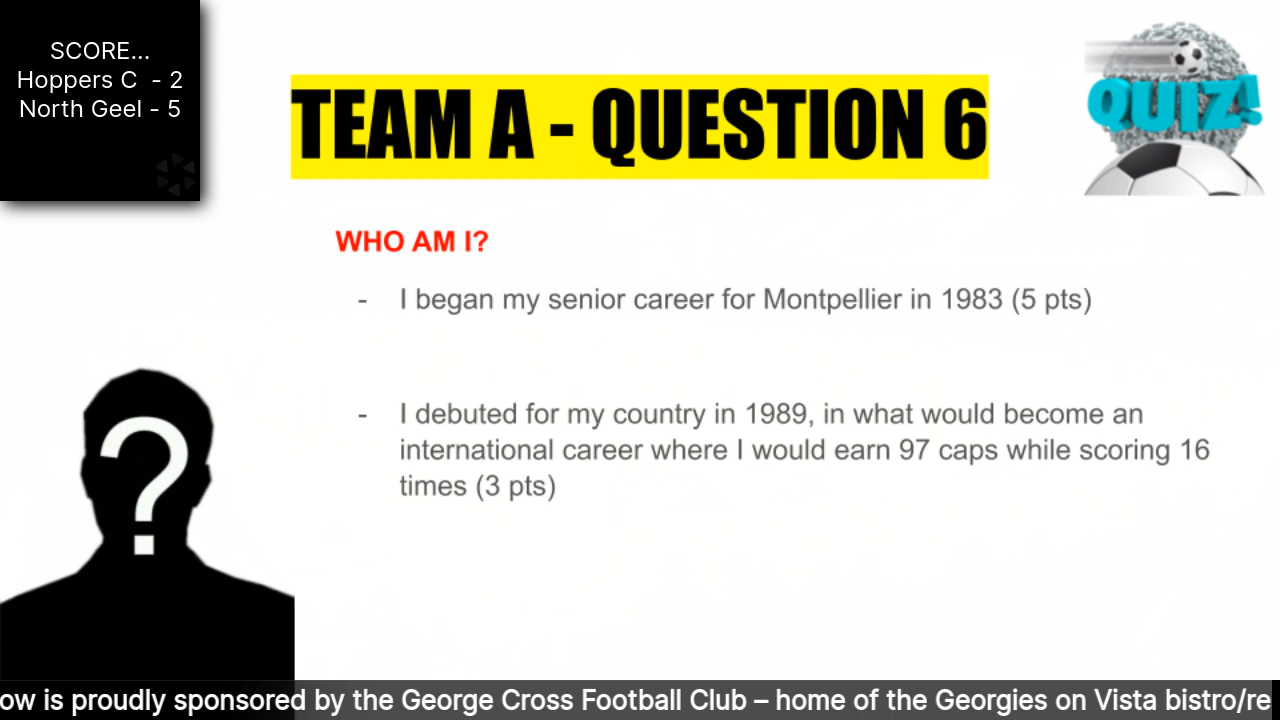 SCORE...
Hoppers C - 2
North Geel - 5
TEAM A - QUESTION 6
QUIZ!
WHO AM I?
- I began my senior career for Montpellier in 1983 (5 pts)
- I debuted for my country in 1989, in what would become an
international career where I would earn 97 caps while scoring 16
times (3 pts)
?
ow is proudly sponsored by the George Cross Football Club – home of the Georgies on Vista bistro/re